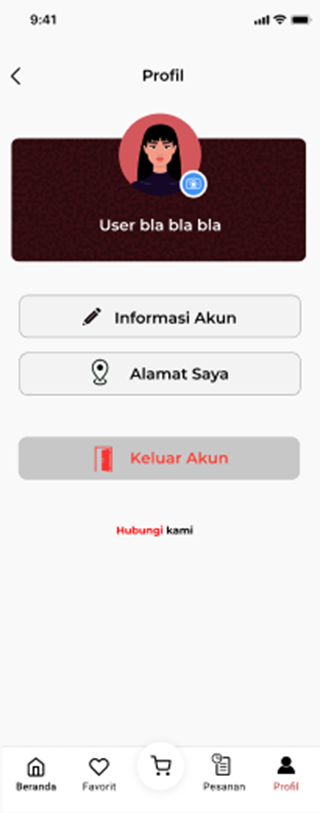 9:41
Profil
User bla bla bla
Informasi Akun
Alamat Saya
Keluar Akun
Hubungi kami
Beranda
Favorit
Pesanan
Profil